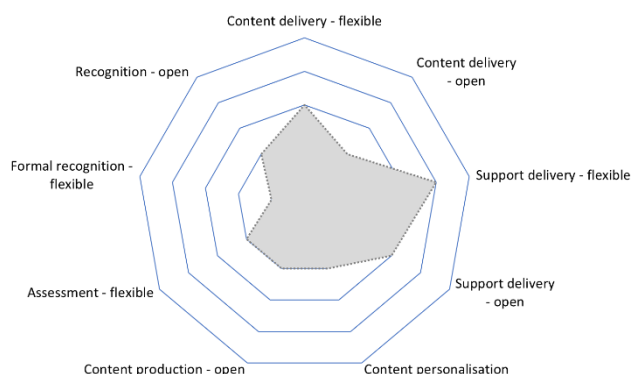 Content delivery - flexible
Content delivery
- open
Support delivery - flexible
Support delivery
- open
Content personalisation
Content production - open
Assessment - flexible
Formal recognition -
flexible
Recognition - open